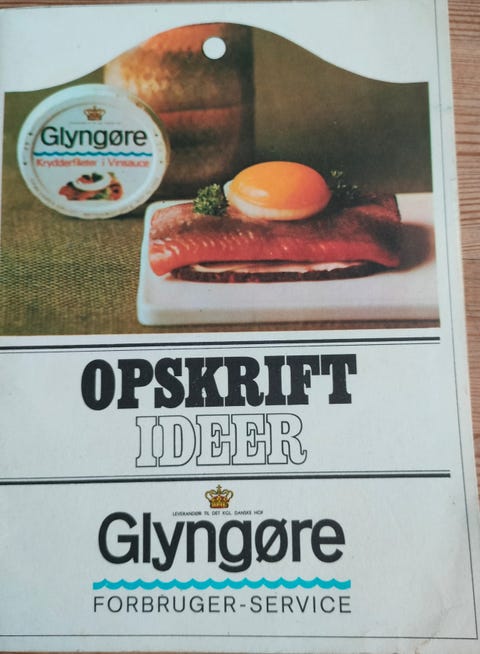 Glyngøre
Krydderfileter i Vinsauce
OPSKRIFT
IDEER
LEVERANDØR TIL DET KGL. DANSKE HOF
Glyngøre
FORBRUGER-SERVICE